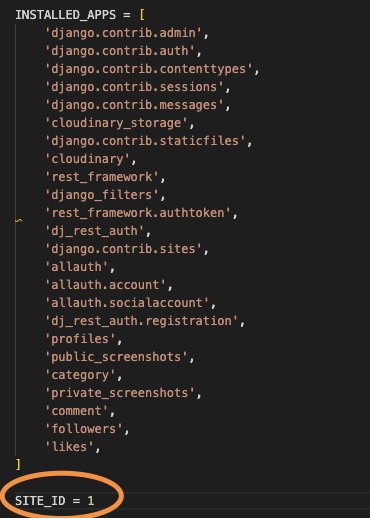 INSTALLED_APPS = [
    'django.contrib.admin',
    'django.contrib.auth',
    'django.contrib.contenttypes',
    'django.contrib.sessions',
    'django.contrib.messages',
    'cloudinary_storage',
    'django.contrib.staticfiles',
    'cloudinary',
    'rest_framework',
    'django_filters',
    'rest_framework.authtoken',
    'dj_rest_auth',
    'django.contrib.sites',
    'allauth',
    'allauth.account',
    'allauth.socialaccount',
    'dj_rest_auth.registration',
    'profiles',
    'public_screenshots',
    'category',
    'private_screenshots',
    'comment',
    'followers',
    'likes',
]
SITE_ID = 1